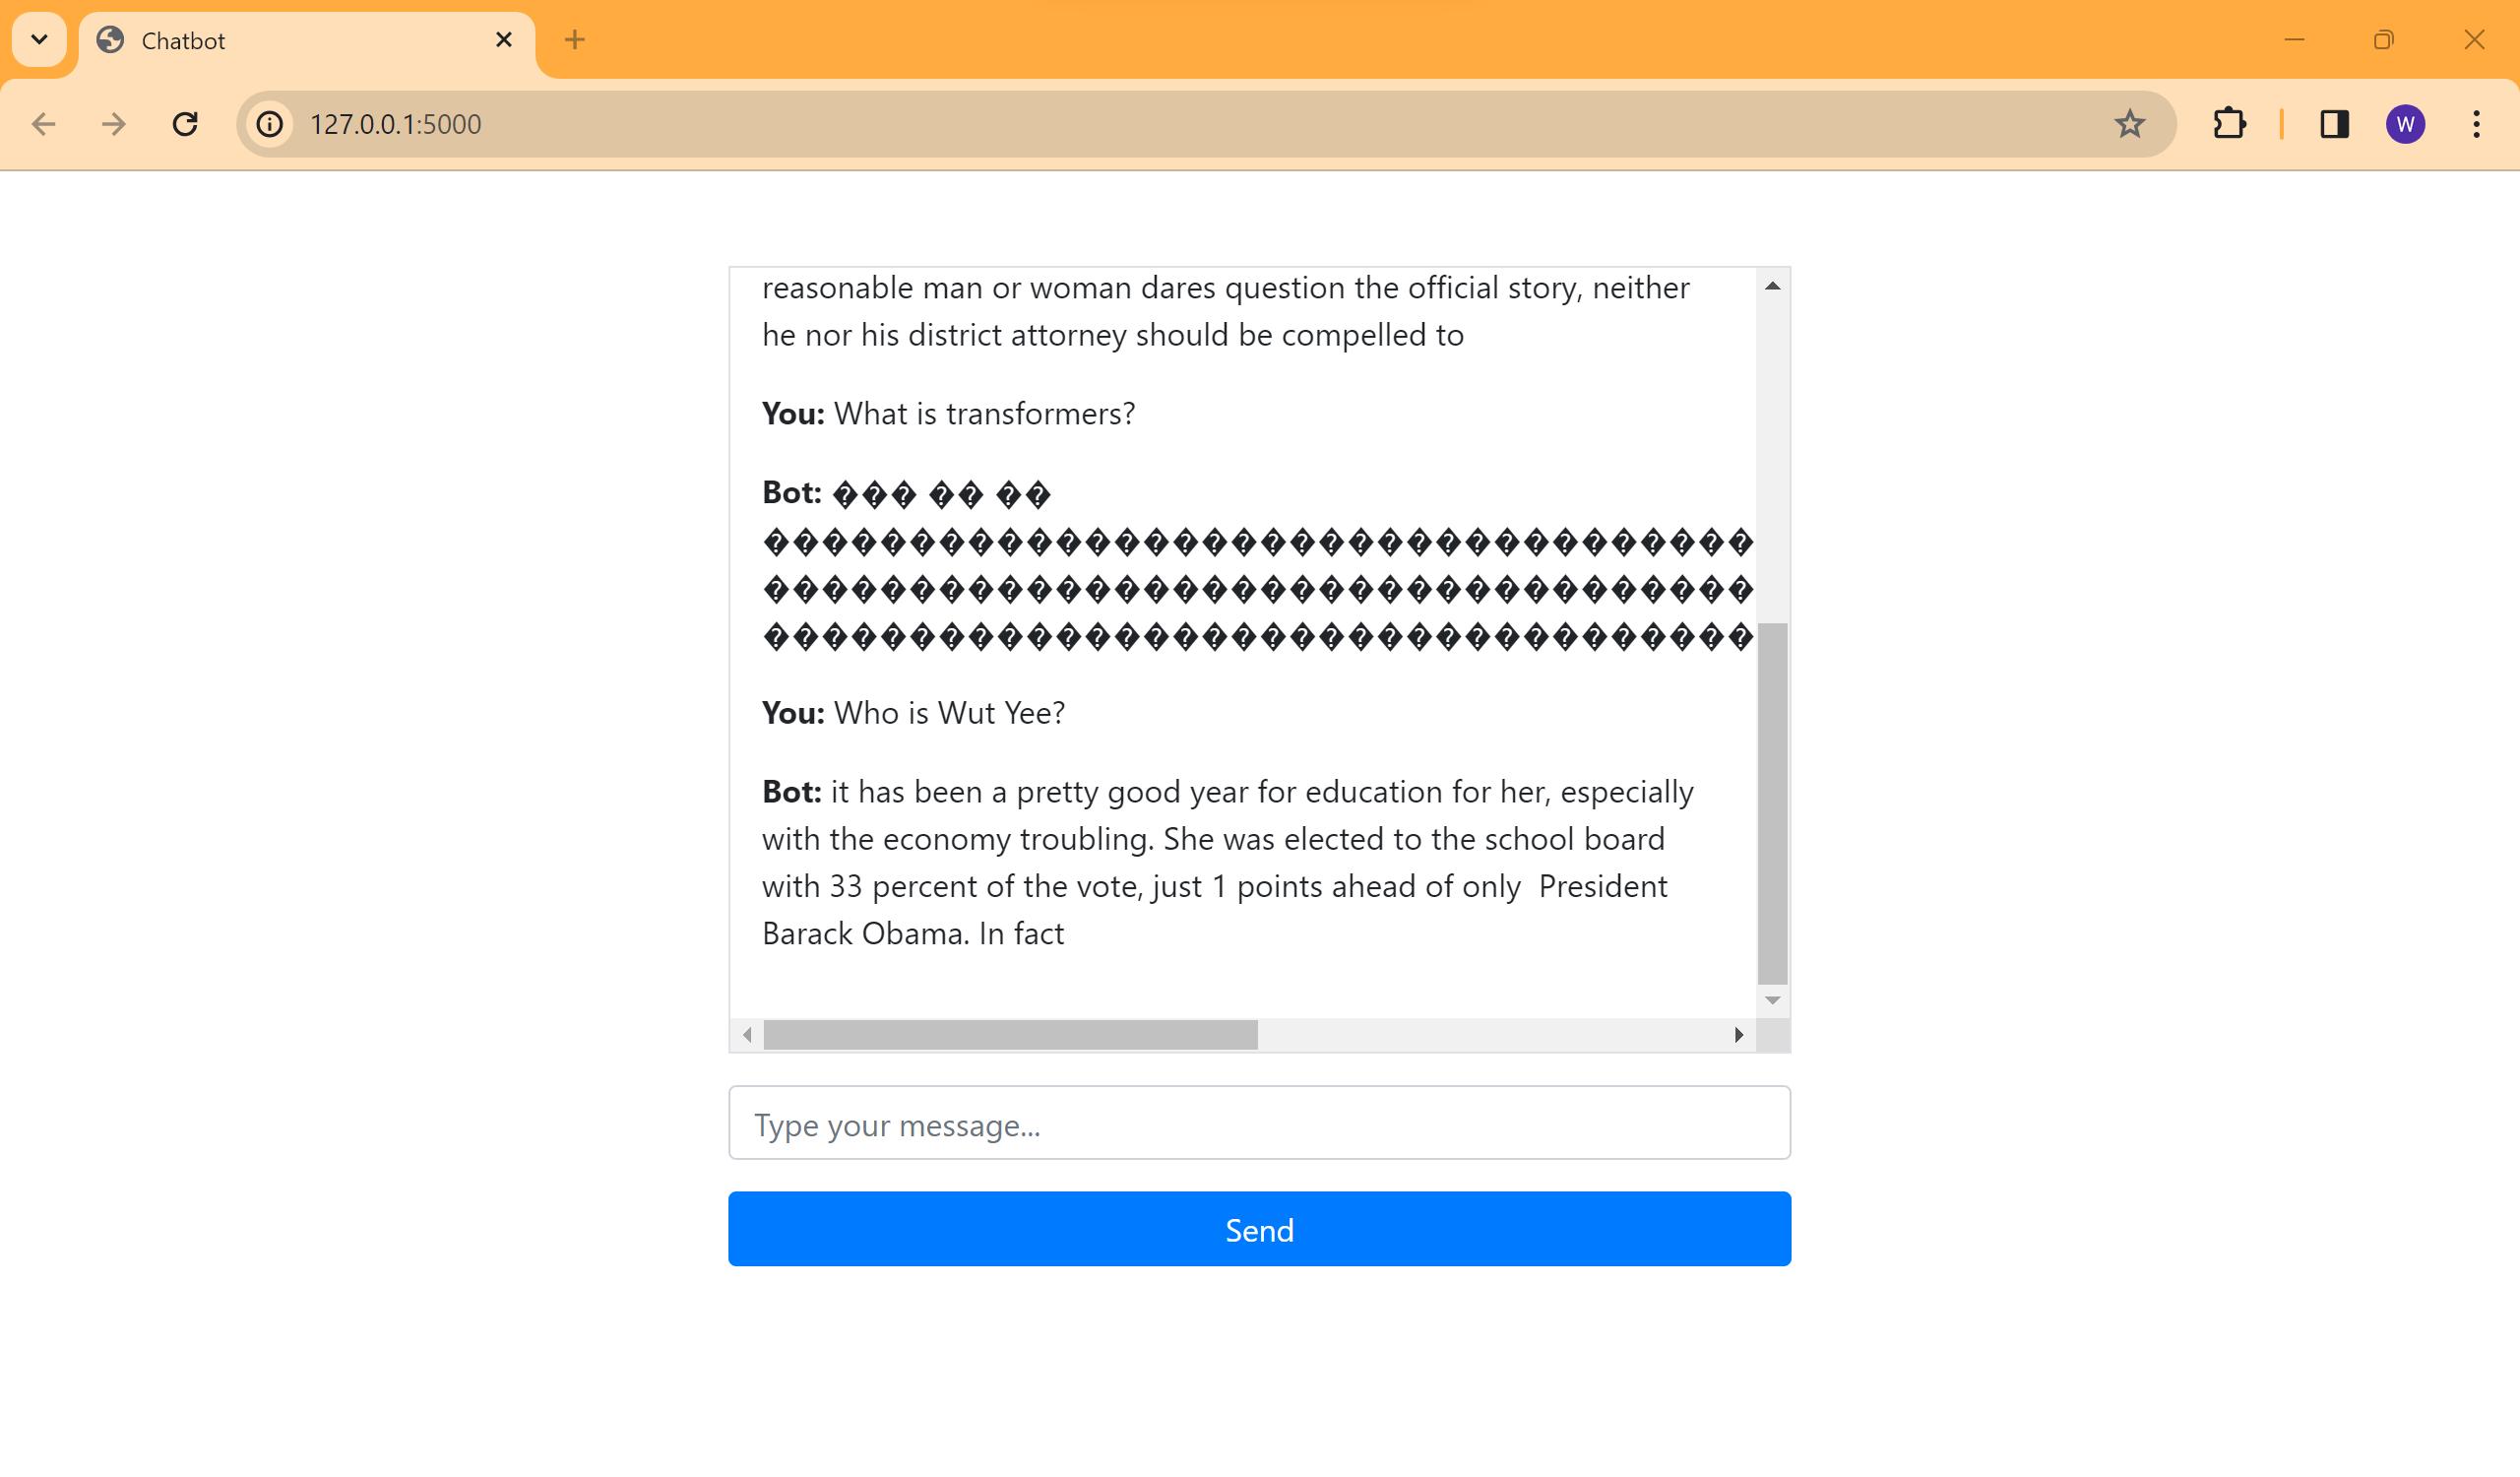 Chatbot
127.0.0.1:5000
W
reasonable man or woman dares question the official story, neither
he nor his district attorney should be compelled to
You: What is transformers?
Bot: ��� �� ��
����������������������������������
����������������������������������
����������������������������������
You: Who is Wut Yee?
Bot: it has been a pretty good year for education for her, especially
with the economy troubling. She was elected to the school board
with 33 percent of the vote, just 1 points ahead of only  President
Barack Obama. In fact
Type your message...
Send